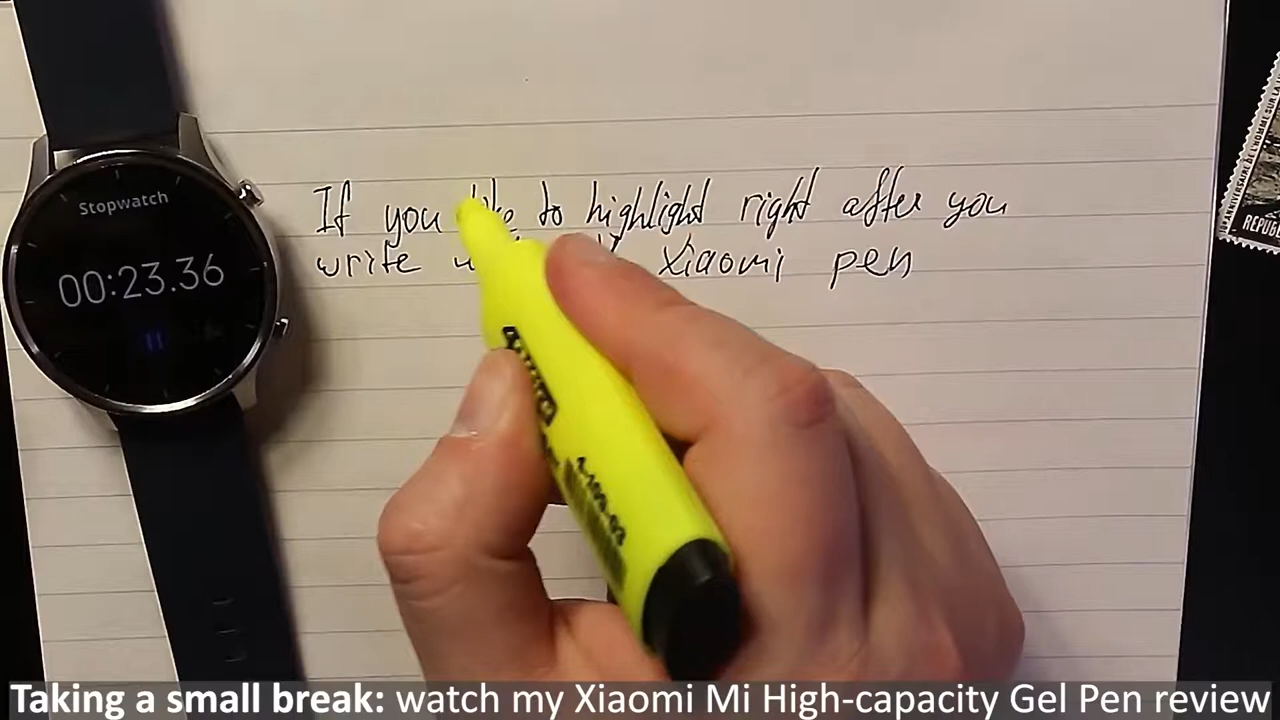 Stopwatch
00:23.36
If you like to highlight right after you
write Xiaomi pen
Taking a small break: watch my Xiaomi Mi High-capacity Gel Pen review